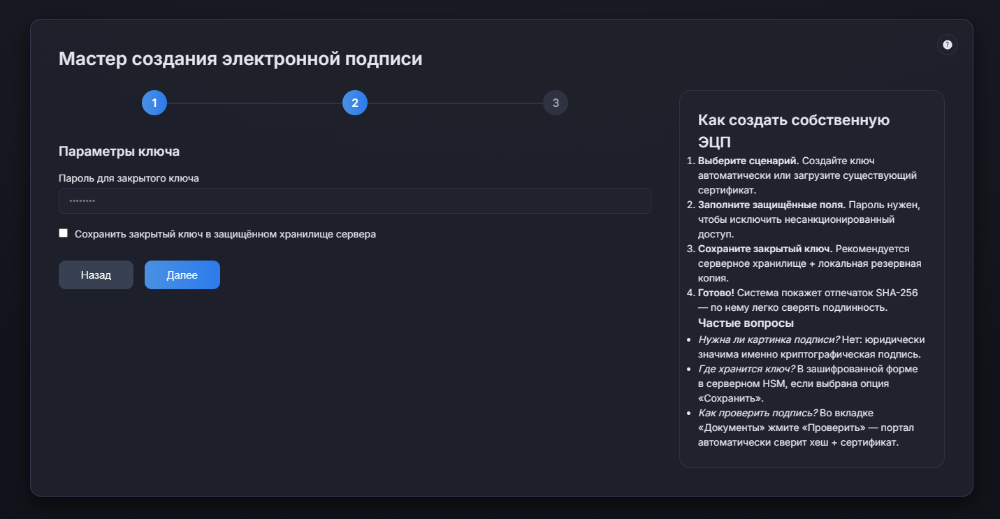 Мастер создания электронной подписи
?
1
2
3
Параметры ключа
Пароль для закрытого ключа
••••••••
Сохранить закрытый ключ в защищённом хранилище сервера
Назад
Далее
Как создать собственную
ЭЦП
1. Выберите сценарий. Создайте ключ
автоматически или загрузите существующий
сертификат.
2. Заполните защищённые поля. Пароль нужен,
чтобы исключить несанкционированный
доступ.
3. Сохраните закрытый ключ. Рекомендуется
серверное хранилище + локальная резервная
копия.
4. Готово! Система покажет отпечаток SHA-256
— по нему легко сверять подлинность.
Частые вопросы
• Нужна ли картинка подписи? Нет: юридически
значима именно криптографическая подпись.
• Где хранится ключ? В зашифрованной форме
в серверном HSM, если выбрана опция
«Сохранить».
• Как проверить подпись? Во вкладке
«Документы» жмите «Проверить» — портал
автоматически сверит хеш + сертификат.